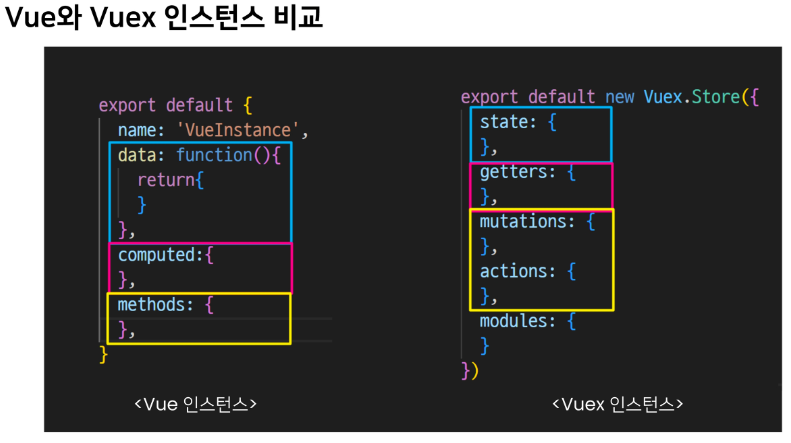 Vue와 Vuex 인스턴스 비교
export default {
name: 'VueInstance',
data: function(){
return{
}
},
computed:{
},
methods: {
},
}
<Vue 인스턴스>
export default new Vuex.Store({
state: {
},
getters: {
},
mutations: {
},
actions: {
},
modules: {
}
})
<Vuex 인스턴스>